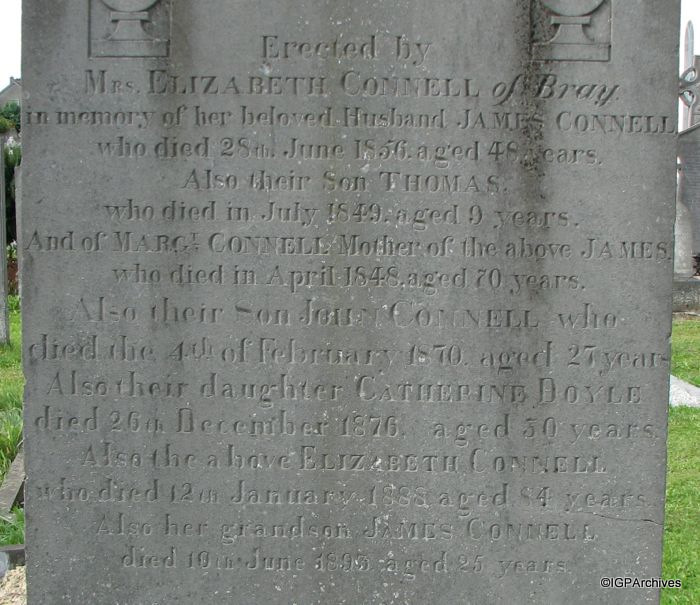 Erected by
Mrs. ELIZABETH CONNELL of Bray
in memory of her beloved Husband JAMES CONNELL
who died 28th June 1856 aged 48 years.
Also their Son THOMAS.
who died in July 1849. aged 9 years.
And of MARGT. CONNELL Mother of the above JAMES.
who died in April 1848. aged 70 years.
Also their Son JOHN CONNELL who
died the 4th of February 1870. aged 27 year
Also their daughter CATHERINE DOYLE
died 26th December 1876. aged 30 years
Also the above ELIZABETH CONNELL
who died 12th January 1888 aged 84 years
Also her grandson JAMES CONNELL
died 10th June 1893 aged 25 years
©IGPArchives